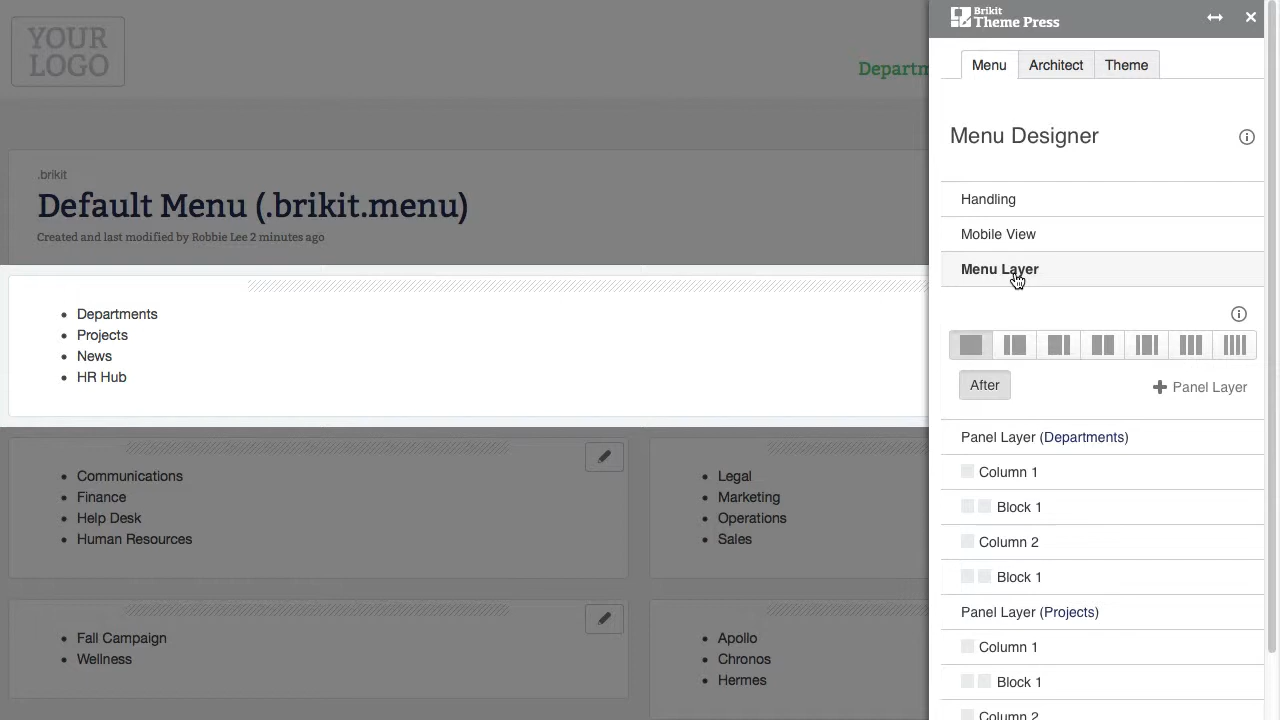 YOUR
LOGO
Departm
.brikit
Default Menu (.brikit.menu)
Created and last modified by Robbie Lee 2 minutes ago
Departments
Projects
News
HR Hub
Communications
Finance
Help Desk
Human Resources
Legal
Marketing
Operations
Sales
Fall Campaign
Wellness
Apollo
Chronos
Hermes
Brikit
Theme Press
Menu Architect Theme
Menu Designer
Handling
Mobile View
Menu Layer
After Panel Layer
Panel Layer (Departments)
Column 1
Block 1
Column 2
Block 1
Panel Layer (Projects)
Column 1
Block 1
Column 2